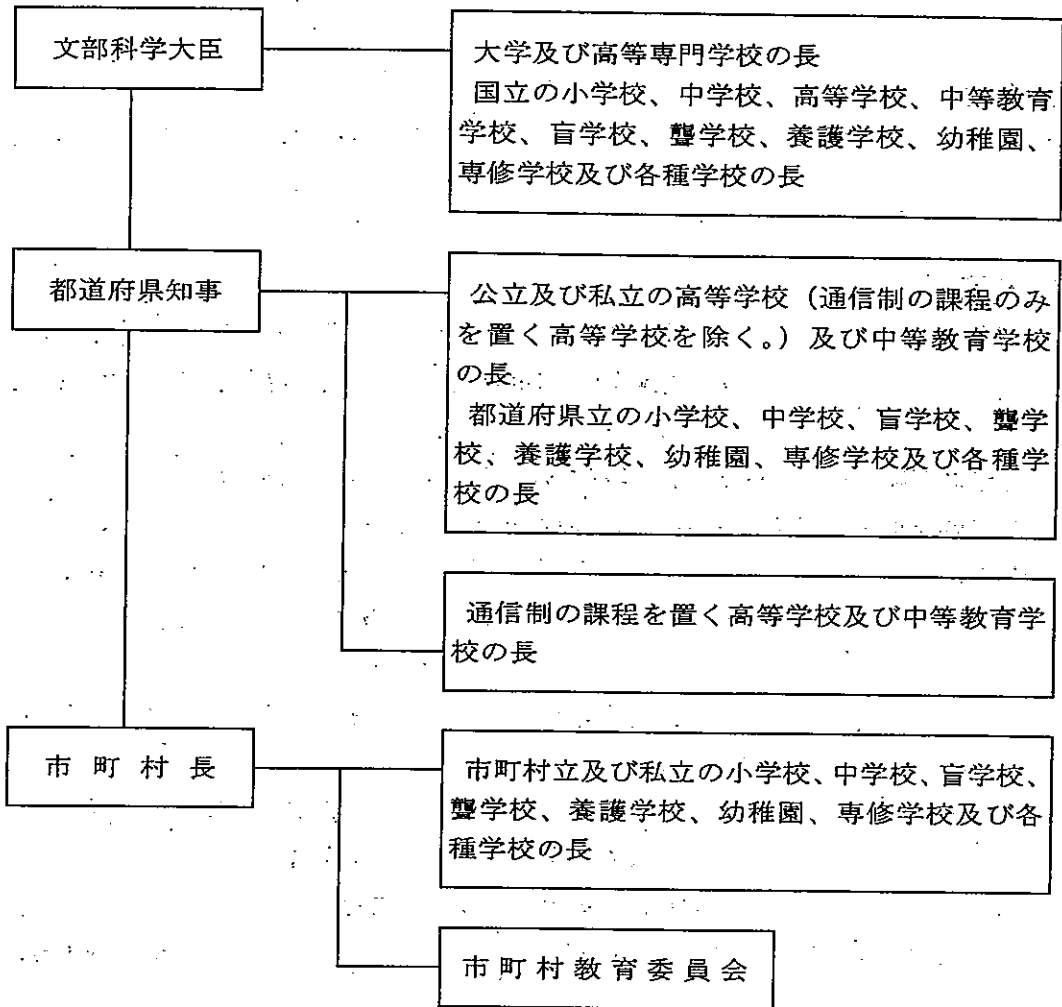 文部科学大臣
大学及び高等専門学校の長
国立の小学校、中学校、高等学校、中等教育
学校、盲学校、聾学校、養護学校、幼稚園、
専修学校及び各種学校の長
都道府県知事
公立及び私立の高等学校（通信制の課程のみ
を置く高等学校を除く。）及び中等教育学校
の長
都道府県立の小学校、中学校、盲学校、聾学
校、養護学校、幼稚園、専修学校及び各種学
校の長
通信制の課程を置く高等学校及び中等教育学
校の長
市町村長
市町村立及び私立の小学校、中学校、盲学校、
聾学校、養護学校、幼稚園、専修学校及び各
種学校の長
市町村教育委員会